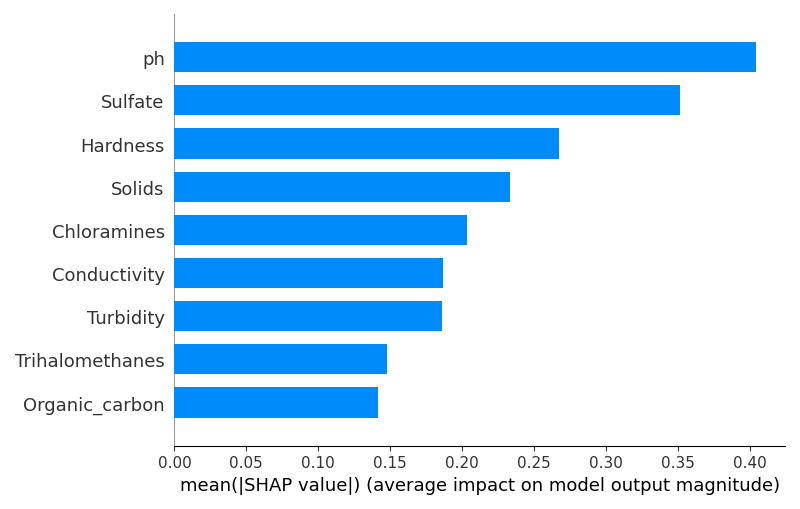 ph
Sulfate
Hardness
Solids
Chloramines
Conductivity
Turbidity
Trihalomethanes
Organic_carbon
0.00 0.05 0.10 0.15 0.20 0.25 0.30 0.35 0.40
mean(|SHAP value|) (average impact on model output magnitude)